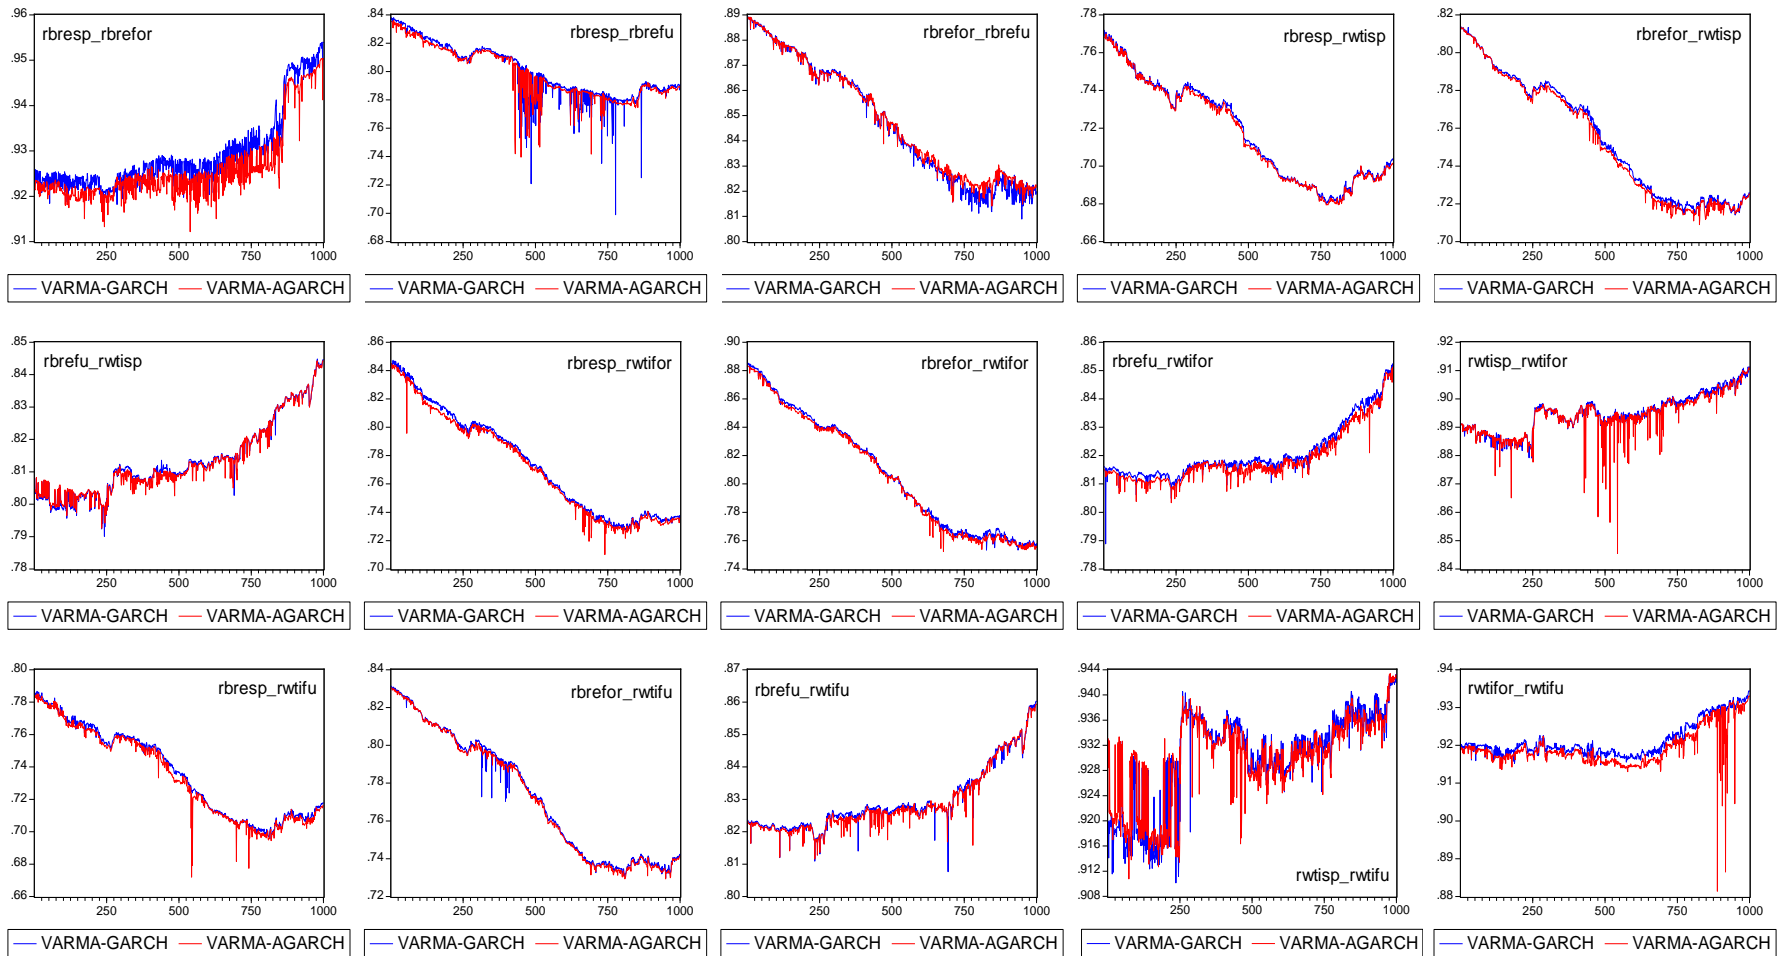 .96 .84 .89 .78 .82
rbresp_rbrefor rbresp_rbrefu rbrefor_rbrefu rbresp_rwtisp rbrefor_rwtisp
.95 .82 .88 .76 .80
.94 .80 .87 .74 .78
.93 .78 .86 .72 .76
.92 .76 .85 .70 .74
.91 .74 .84 .68 .72
.72 .83 .66 .70
.70 .82
.68 .81
.80
250 500 750 1000 250 500 750 1000 250 500 750 1000 250 500 750 1000 250 500 750 1000
VARMA-GARCH VARMA-AGARCH VARMA-GARCH VARMA-AGARCH VARMA-GARCH VARMA-AGARCH VARMA-GARCH VARMA-AGARCH VARMA-GARCH VARMA-AGARCH
.85 .86 .90 .86 .92
rbrefu_rwtisp rbresp_rwtifor rbrefor_rwtifor rbrefu_rwtifor rwtisp_rwtifor
.84 .84 .88 .85 .91
.83 .82 .86 .84 .90
.82 .80 .84 .83 .89
.81 .78 .82 .82 .88
.80 .76 .80 .81 .87
.79 .74 .78 .80 .86
.78 .72 .76 .79 .85
.70 .74 .78 .84
250 500 750 1000 250 500 750 1000 250 500 750 1000 250 500 750 1000 250 500 750 1000
VARMA-GARCH VARMA-AGARCH VARMA-GARCH VARMA-AGARCH VARMA-GARCH VARMA-AGARCH VARMA-GARCH VARMA-AGARCH VARMA-GARCH VARMA-AGARCH
.80 .84 .87 .944 .94
rbresp_rwtifu rbrefor_rwtifu rbrefu_rwtifu rwtifor_rwtifu
.78 .82 .86 .940 .93
.76 .80 .85 .936 .92
.74 .78 .84 .932 .91
.72 .76 .83 .928 .90
.70 .74 .82 .924 .89
.68 .72 .81 .920 .88
.66 .80 .916
rwtisp_rwtifu
.912
.908
250 500 750 1000 250 500 750 1000 250 500 750 1000 250 500 750 1000 250 500 750 1000
VARMA-GARCH VARMA-AGARCH VARMA-GARCH VARMA-AGARCH VARMA-GARCH VARMA-AGARCH VARMA-GARCH VARMA-AGARCH VARMA-GARCH VARMA-AGARCH